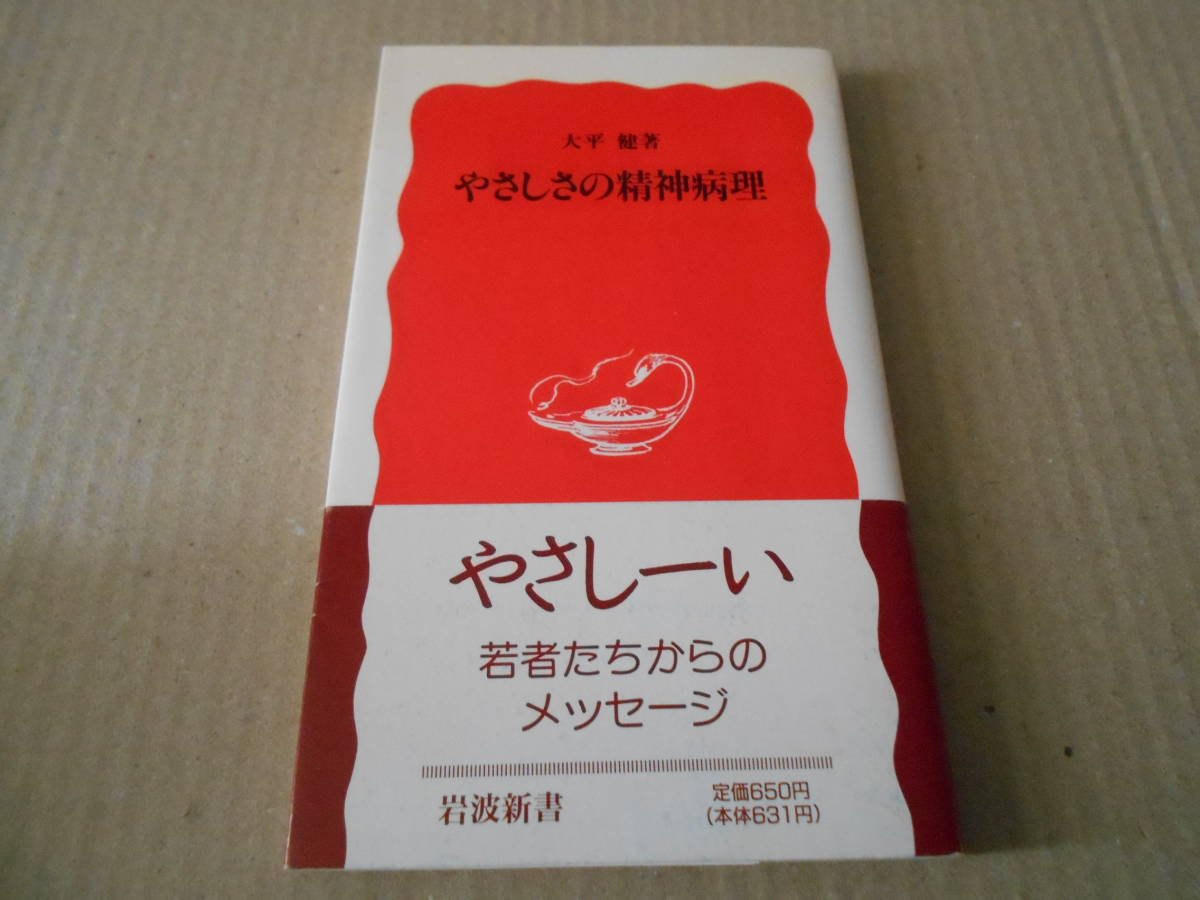 大平 健著
やさしさの精神病理
やさしーい
若者たちからの
メッセージ
岩波新書
定価650円
(本体631円)